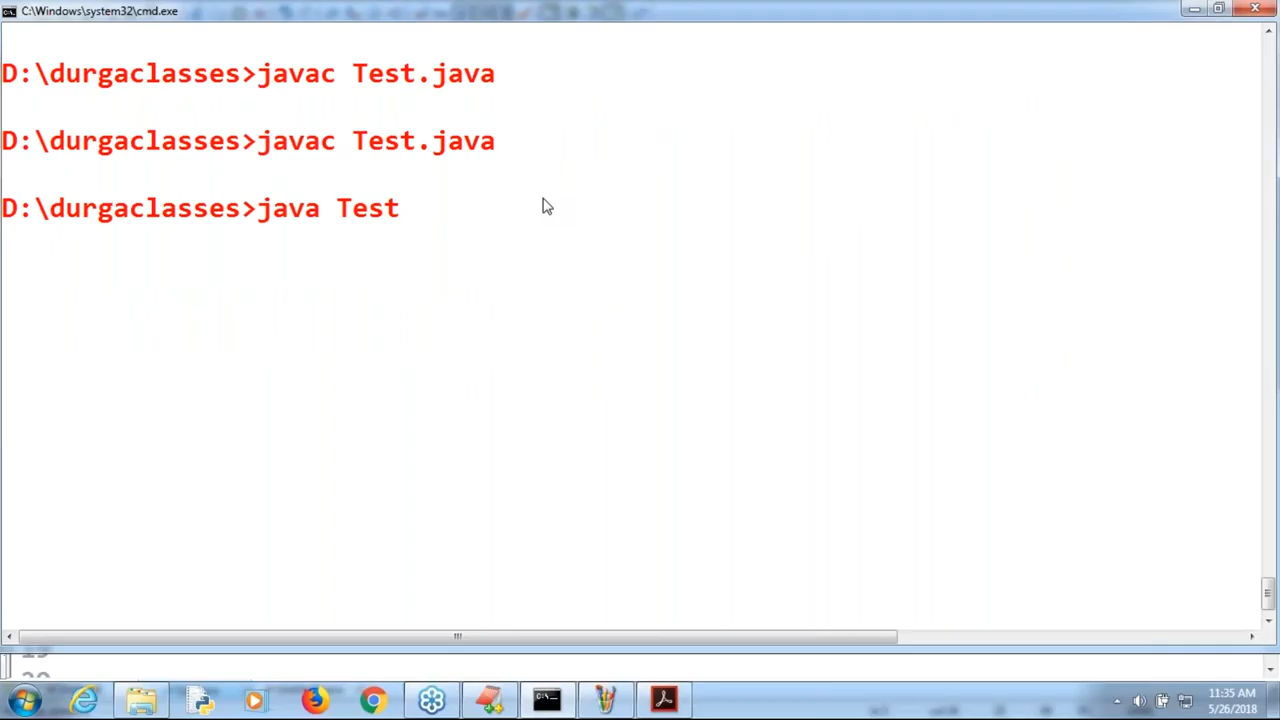 C:\Windows\system32\cmd.exe
D:\durgaclasses>javac Test.java
D:\durgaclasses>javac Test.java
D:\durgaclasses>java Test
11:35 AM
5/26/2018